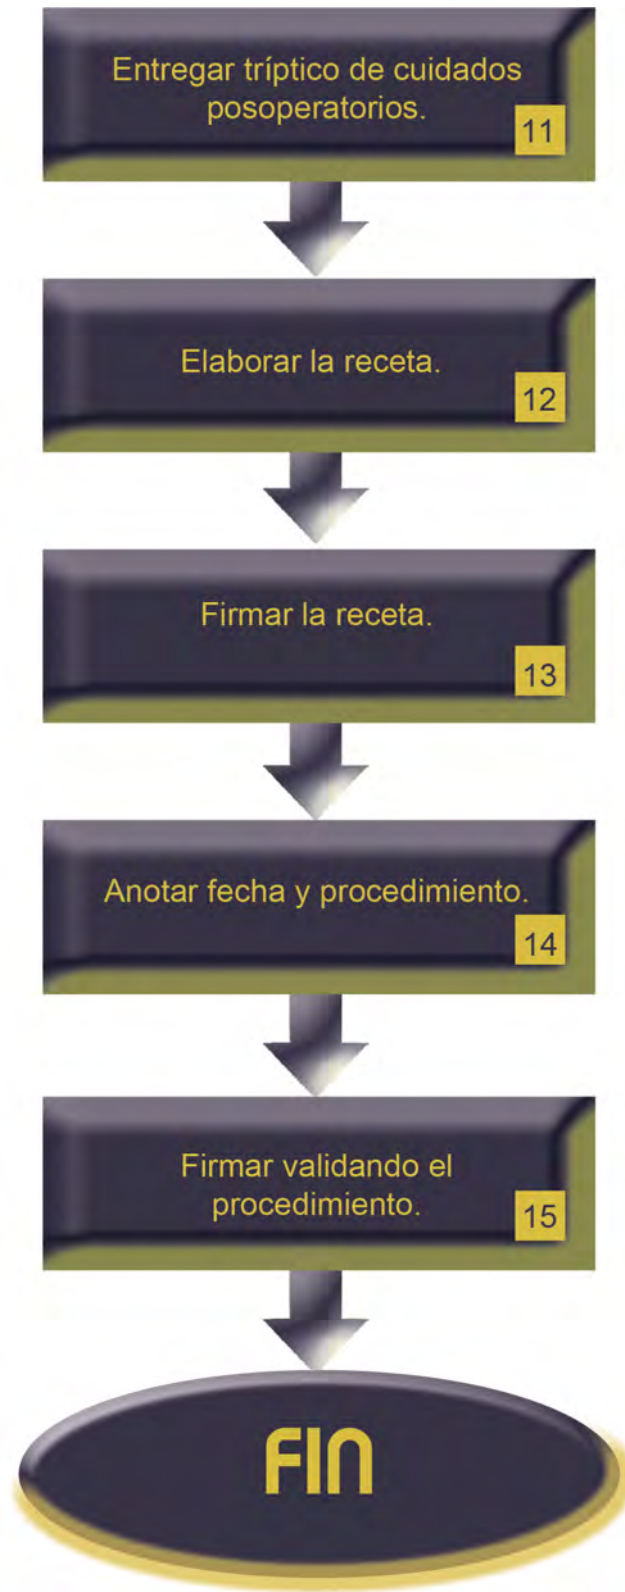 Entregar tríptico de cuidados
posoperatorios.
11
Elaborar la receta.
12
Firmar la receta.
13
Anotar fecha y procedimiento.
14
Firmar validando el
procedimiento.
15
FIN